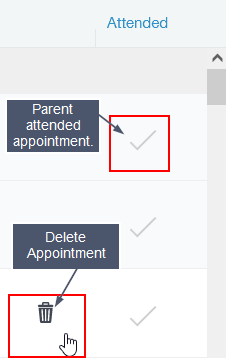 Attended
Parent
attended
appointment.
Delete
Appointment